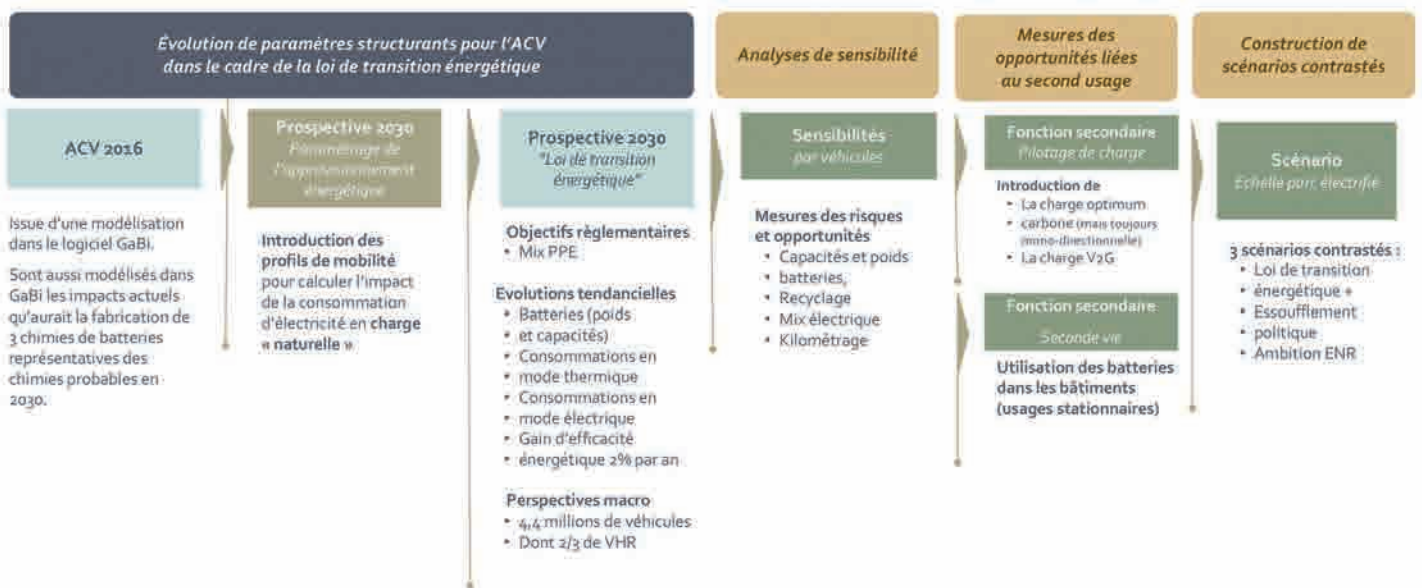 Évolution de paramètres structurants pour l'ACV
dans le cadre de la loi de transition énergétique
Analyses de sensibilité
Mesures des
opportunités liées
au second usage
Construction de
scénarios contrastés
ACV 2016
Issue d'une modélisation
dans le logiciel GaBi.
Sont aussi modélisés dans
GaBi les impacts actuels
qu'aurait la fabrication de
3 chimies de batteries
représentatives des
chimies probables en
2030.
Prospective 2030
Paramétrage de
l'approvisionnement
énergétique
Introduction des
profils de mobilité
pour calculer l'impact
de la consommation
d'électricité en charge
« naturelle »
Prospective 2030
"Loi de transition
énergétique"
Objectifs règlementaires
• Mix PPE
Evolutions tendancielles
• Batteries (poids
• et capacités)
• Consommations en
• mode thermique
• Consommations en
• mode électrique
• Gain d'efficacité
• énergétique 2% par an
Perspectives macro
• 4,4 millions de véhicules
• Dont 2/3 de VHR
Sensibilités
par véhicules
Mesures des risques
et opportunités
• Capacités et poids
• batteries,
• Recyclage
• Mix électrique
• Kilométrage
Fonction secondaire
Pilotage de charge
Introduction de
• La charge optimum
• carbone (mais toujours
(mono-directionnelle)
• La charge V2G
Fonction secondaire
Seconde vie
Utilisation des batteries
dans les bâtiments
(usages stationnaires)
Scénario
Echelle parc électrifié
3 scénarios contrastés :
• Loi de transition
• énergétique +
• Essoufflement
• politique
• Ambition ENR